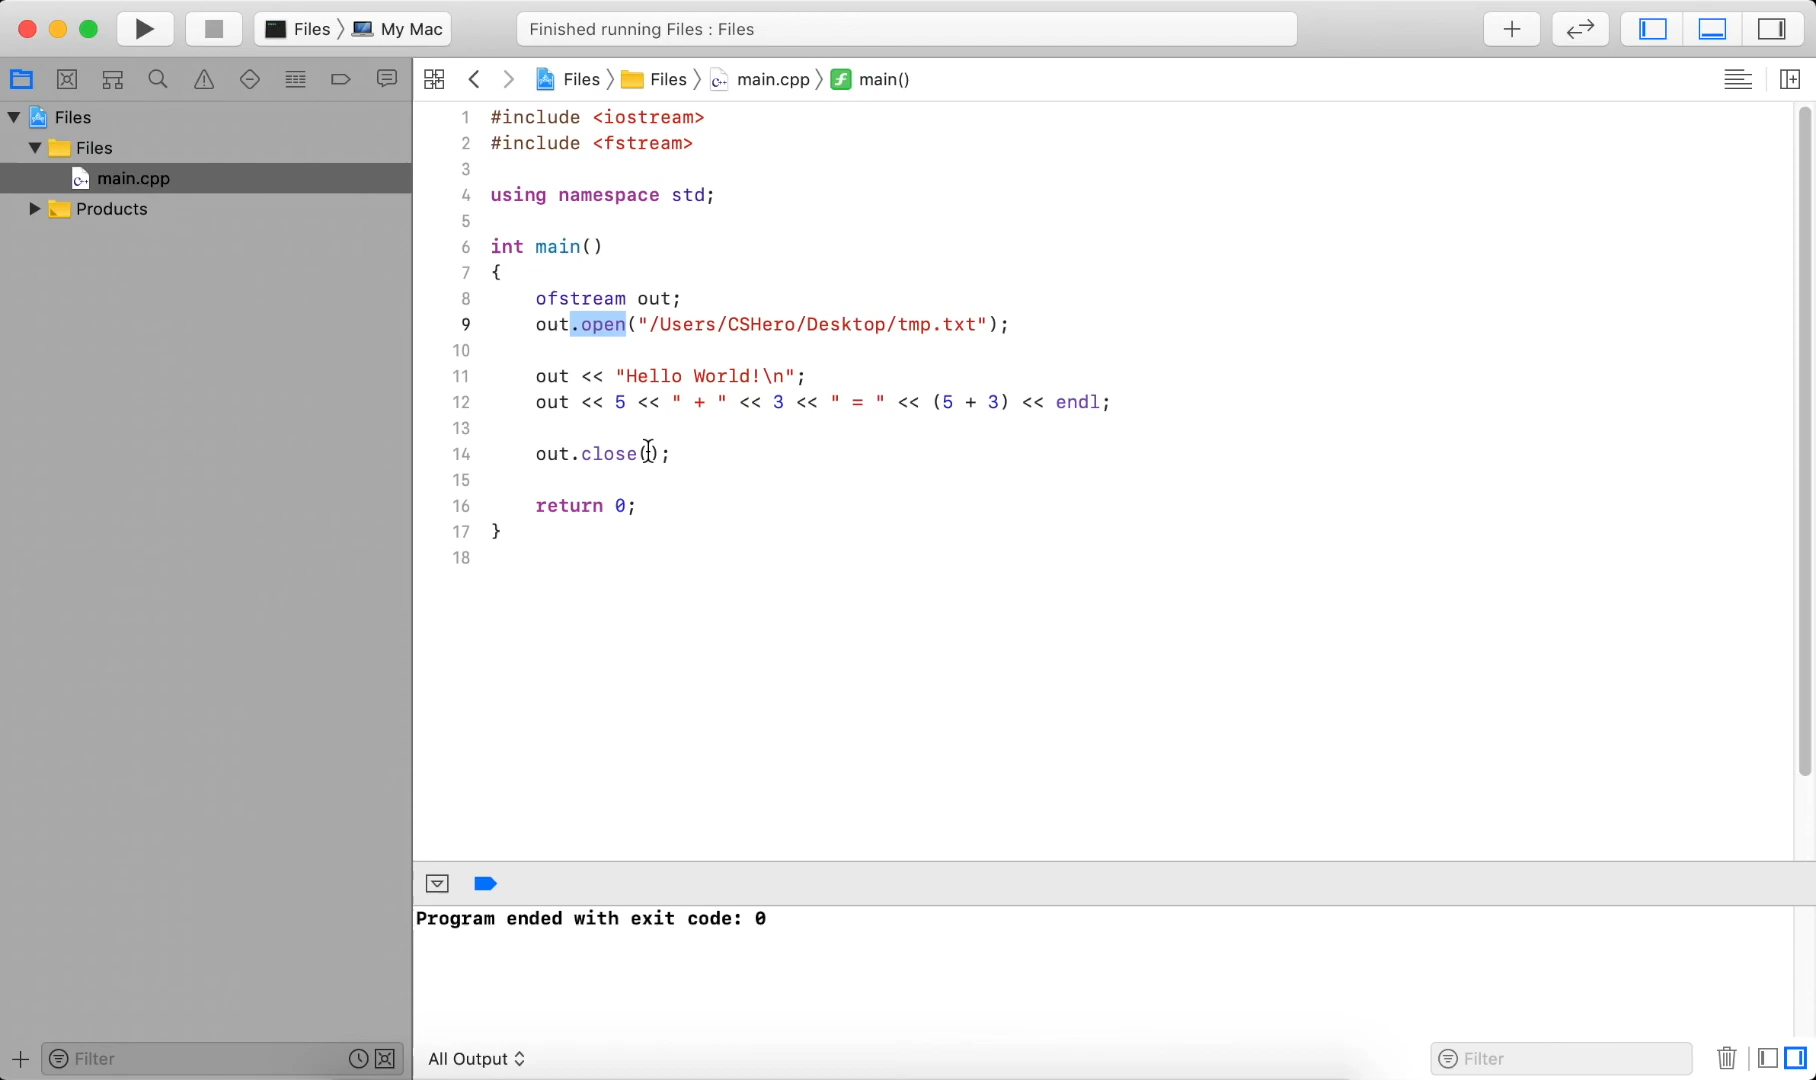 Files 〉 My Mac
Finished running Files : Files
Files 〉 Files 〉 main.cpp 〉 f main()
Files
Files
main.cpp
Products
1 #include <iostream>
2 #include <fstream>
3
4 using namespace std;
5
6 int main()
7 {
8 ofstream out;
9 out.open("/Users/CSHero/Desktop/tmp.txt");
10
11 out << "Hello World!\n";
12 out << 5 << " + " << 3 << " = " << (5 + 3) << endl;
13
14 out.close();
15
16 return 0;
17 }
18
Program ended with exit code: 0
Filter
All Output
Filter